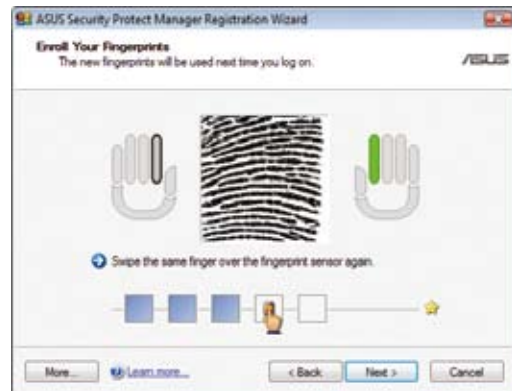 ASUS Security Protect Manager Registration Wizard
Enroll Your Fingerprints
The new fingerprints will be used next time you log on.
ASUS
Swipe the same finger over the fingerprint sensor again.
More... Learn more... < Back Next > Cancel